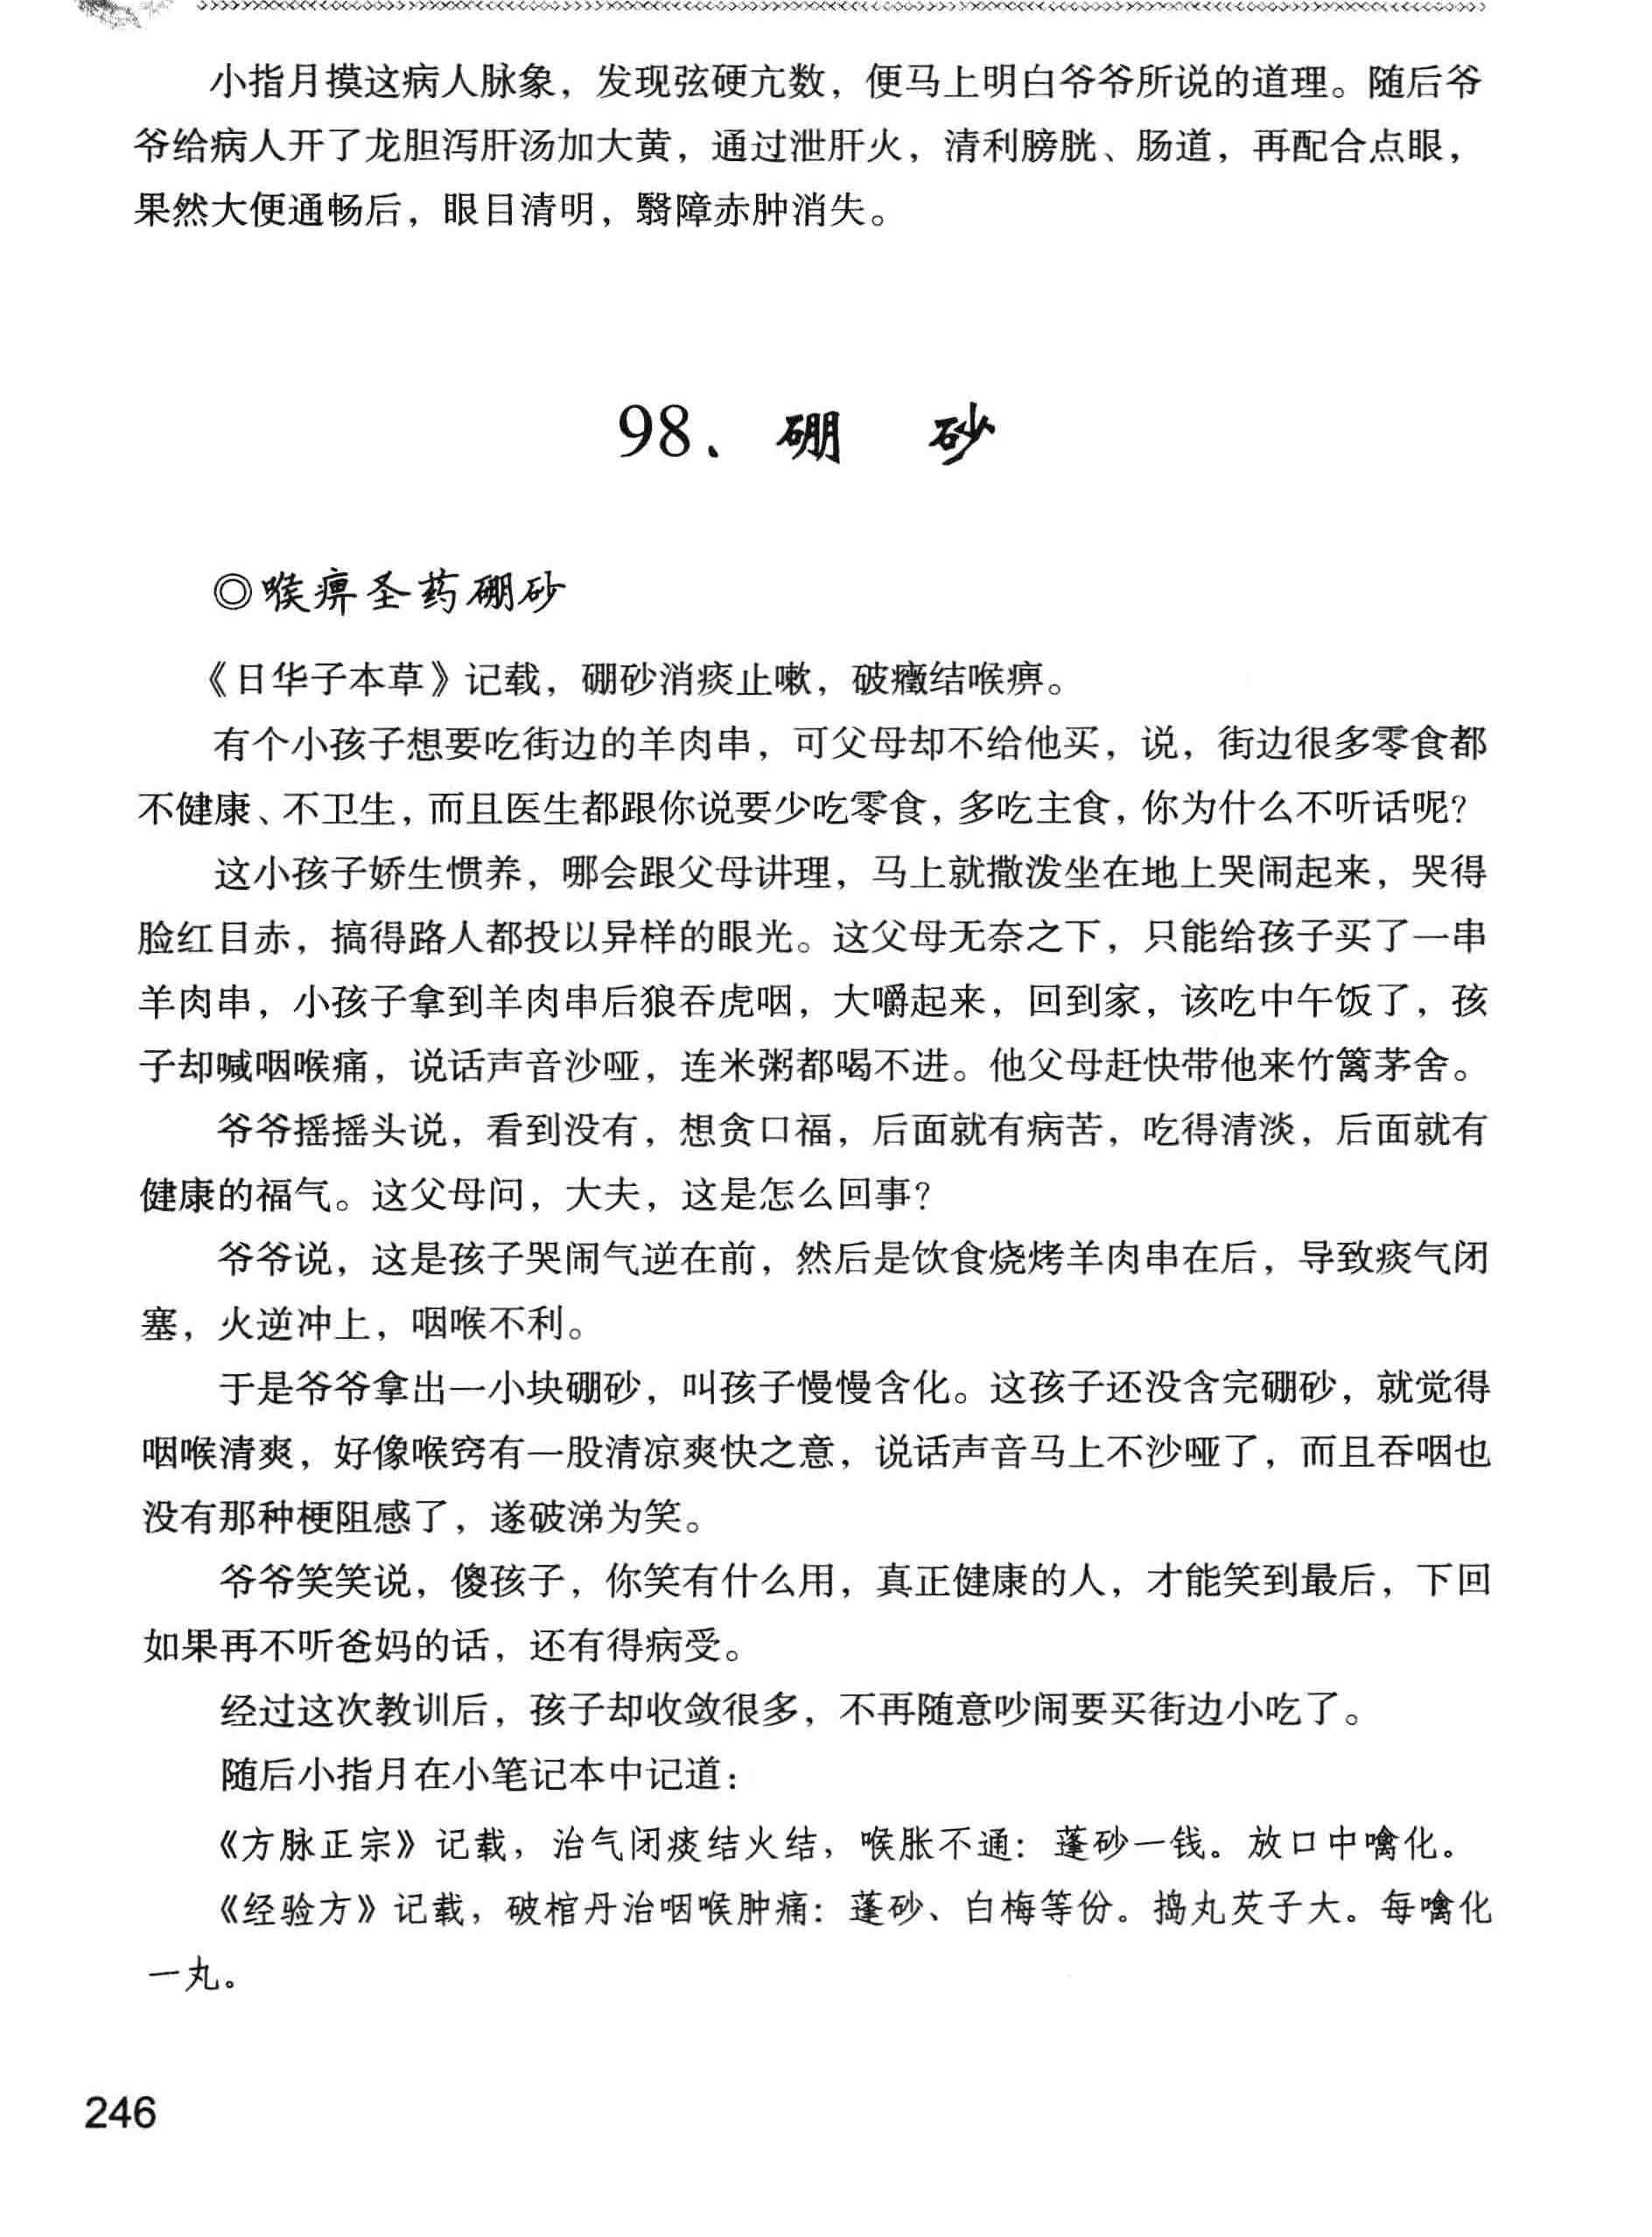 小指月摸这病人脉象，发现弦硬亢数，便马上明白爷爷所说的道理。随后爷
爷给病人开了龙胆泻肝汤加大黄，通过泄肝火，清利膀胱、肠道，再配合点眼，
果然大便通畅后，眼目清明，翳障赤肿消失。
98、硼 砂
◎喉痹圣药硼砂
《日华子本草》记载，硼砂消痰止嗽，破癥结喉痹。
有个小孩子想要吃街边的羊肉串，可父母却不给他买，说，街边很多零食都
不健康、不卫生，而且医生都跟你说要少吃零食，多吃主食，你为什么不听话呢？
这小孩子娇生惯养，哪会跟父母讲理，马上就撒泼坐在地上哭闹起来，哭得
脸红目赤，搞得路人都投以异样的眼光。这父母无奈之下，只能给孩子买了一串
羊肉串，小孩子拿到羊肉串后狼吞虎咽，大嚼起来，回到家，该吃中午饭了，孩
子却喊咽喉痛，说话声音沙哑，连米粥都喝不进。他父母赶快带他来竹篱茅舍。
爷爷摇摇头说，看到没有，想贪口福，后面就有病苦，吃得清淡，后面就有
健康的福气。这父母问，大夫，这是怎么回事？
爷爷说，这是孩子哭闹气逆在前，然后是饮食烧烤羊肉串在后，导致痰气闭
塞，火逆冲上，咽喉不利。
于是爷爷拿出一小块硼砂，叫孩子慢慢含化。这孩子还没含完硼砂，就觉得
咽喉清爽，好像喉窍有一股清凉爽快之意，说话声音马上不沙哑了，而且吞咽也
没有那种梗阻感了，遂破涕为笑。
爷爷笑笑说，傻孩子，你笑有什么用，真正健康的人，才能笑到最后，下回
如果再不听爸妈的话，还有得病受。
经过这次教训后，孩子却收敛很多，不再随意吵闹要买街边小吃了。
随后小指月在小笔记本中记道：
《方脉正宗》记载，治气闭痰结火结，喉胀不通：蓬砂一钱。放口中噙化。
《经验方》记载，破棺丹治咽喉肿痛：蓬砂、白梅等份。捣丸芡子大。每噙化
一丸。
246